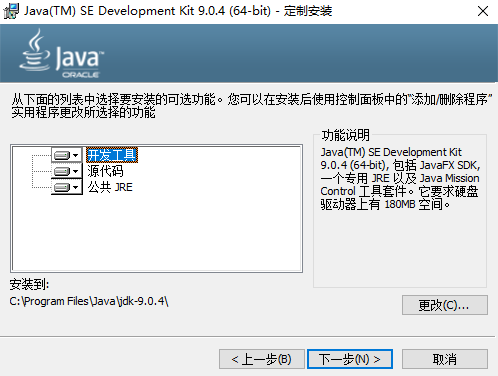 Java(TM) SE Development Kit 9.0.4 (64-bit) - 定制安装
Java™
ORACLE
从下面的列表中选择要安装的可选功能。您可以在安装后使用控制面板中的"添加/删除程序"
实用程序更改所选择的功能
开发工具
源代码
公共 JRE
功能说明
Java(TM) SE Development Kit
9.0.4 (64-bit), 包括 JavaFX SDK,
一个专用 JRE 以及 Java Mission
Control 工具套件。它要求硬盘
驱动器上有 180MB 空间。
安装到:
C:\Program Files\Java\jdk-9.0.4\
更改(C)...
< 上一步(B)
下一步(N) >
取消